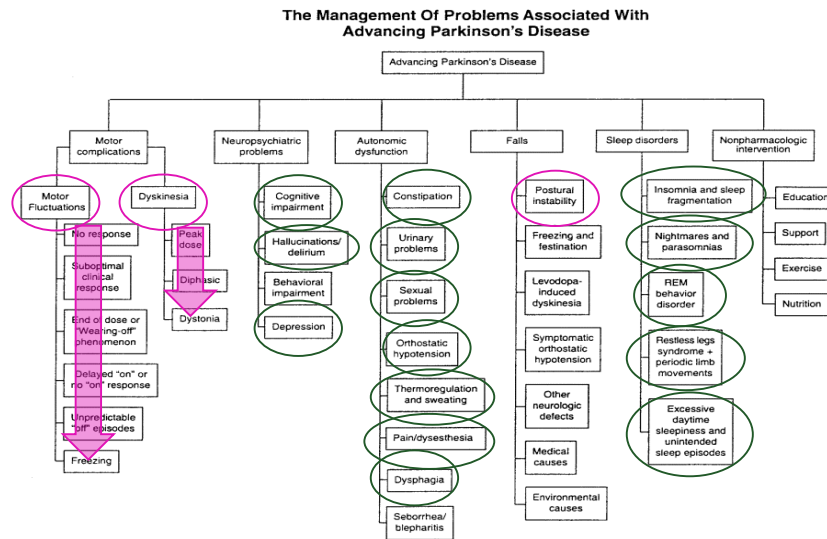 The Management Of Problems Associated With
Advancing Parkinson's Disease
Advancing Parkinson's Disease
Motor
complications
Neuropsychiatric
problems
Autonomic
dysfunction
Falls
Sleep disorders
Nonpharmacologic
intervention
Motor
Fluctuations
No response
Suboptimal
clinical
response
End of dose or
"Wearing-off"
phenomenon
Delayed "on" or
no "on" response
Unpredictable
"off" episodes
Freezing
Dyskinesia
Peak
dose
Diphasic
Dystonia
Cognitive
impairment
Hallucinations/
delirium
Behavioral
impairment
Depression
Constipation
Urinary
problems
Sexual
problems
Orthostatic
hypotension
Thermoregulation
and sweating
Pain/dysesthesia
Dysphagia
Seborrhea/
blepharitis
Postural
instability
Freezing and
festination
Levodopa-
induced
dyskinesia
Symptomatic
orthostatic
hypotension
Other
neurologic
defects
Medical
causes
Environmental
causes
Insomnia and sleep
fragmentation
Nightmares and
parasomnias
REM
behavior
disorder
Restless legs
syndrome +
periodic limb
movements
Excessive
daytime
sleepiness and
unintended
sleep episodes
Education
Support
Exercise
Nutrition